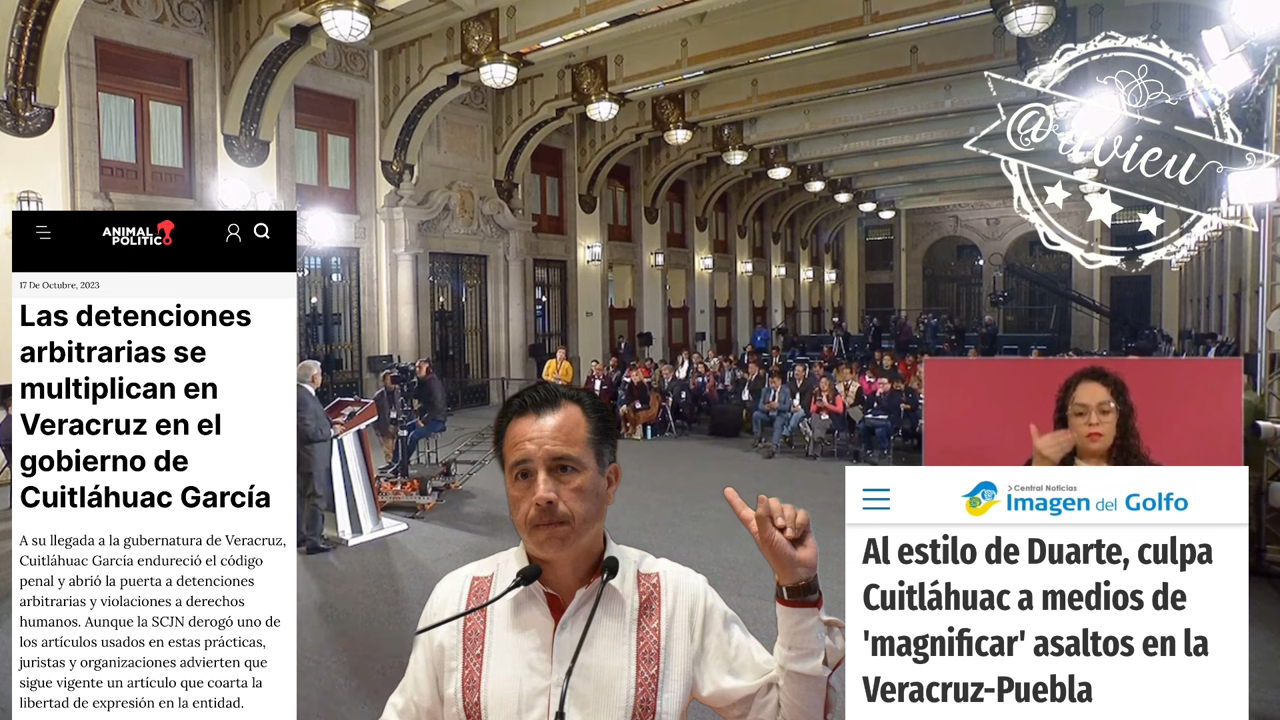 ANIMAL
POLÍTICO
17 De Octubre, 2023
Las detenciones
arbitrarias se
multiplican en
Veracruz en el
gobierno de
Cuitláhuac García
A su llegada a la gubernatura de Veracruz,
Cuitláhuac García endureció el código
penal y abrió la puerta a detenciones
arbitrarias y violaciones a derechos
humanos. Aunque la SCJN derogó uno de
los artículos usados en estas prácticas,
juristas y organizaciones advierten que
sigue vigente un artículo que coarta la
libertad de expresión en la entidad.
Central Noticias
Imagen del Golfo
Al estilo de Duarte, culpa
Cuitláhuac a medios de
'magnificar' asaltos en la
Veracruz-Puebla